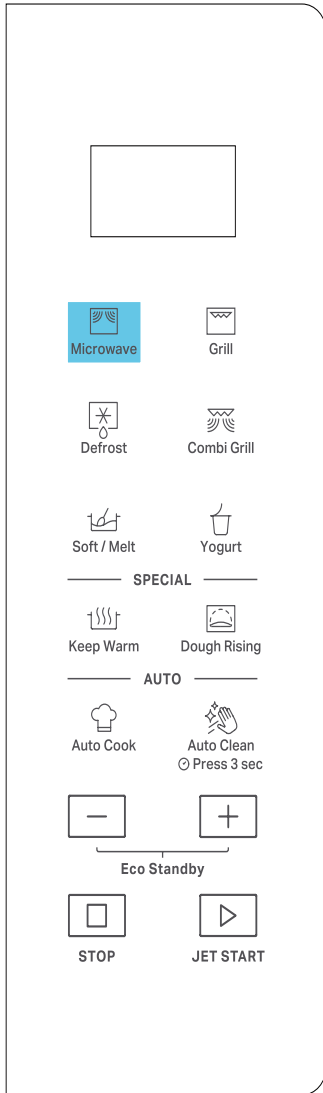 Microwave
Grill
Defrost
Combi Grill
Soft / Melt
Yogurt
SPECIAL
Keep Warm
Dough Rising
AUTO
Auto Cook
Auto Clean
Press 3 sec
Eco Standby
STOP
JET START